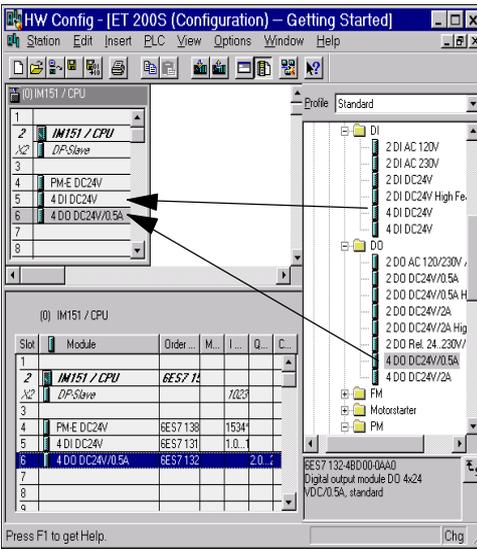 HW Config - [ET 200S (Configuration) — Getting Started]
Station Edit Insert PLC View Options Window Help
(0) IM151 / CPU
1
2 IM151 / CPU
X2 DP-Slave
3
4 PM-E DC24V
5 4 DI DC24V
6 4 DO DC24V/0.5A
7
8
Profile Standard
DI
2 DI AC 120V
2 DI AC 230V
2 DI DC24V
2 DI DC24V High Fe
4 DI DC24V
4 DI DC24V
DO
2 DO AC 120/230V /
2 DO DC24V/0.5A
2 DO DC24V/0.5A H
2 DO DC24V/2A
2 DO DC24V/2A Hig
2 DO Rel. 24..230V/
4 DO DC24V/0.5A
4 DO DC24V/2A
FM
Motorstarter
PM
(0) IM151 / CPU
Slot Module Order ... M... I ... Q... C...
1
2 IM151 / CPU 6ES7 15
X2 DP-Slave 1023
3
4 PM-E DC24V 6ES7 138 1534*
5 4 DI DC24V 6ES7 131 1.0...1
6 4 DO DC24V/0.5A 6ES7 132 2.0...2
7
8
9
6ES7 132-4BD00-0AA0
Digital output module DO 4x24
VDC/0.5A, standard
Press F1 to get Help.
Chg